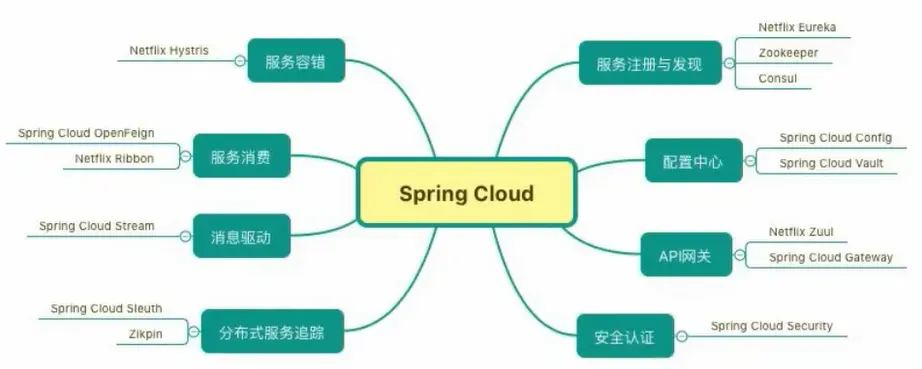 Spring Cloud
服务容错
Netflix Hystris
服务消费
Spring Cloud OpenFeign
Netflix Ribbon
消息驱动
Spring Cloud Stream
分布式服务追踪
Spring Cloud Sleuth
Zikpin
服务注册与发现
Netflix Eureka
Zookeeper
Consul
配置中心
Spring Cloud Config
Spring Cloud Vault
API网关
Netflix Zuul
Spring Cloud Gateway
安全认证
Spring Cloud Security